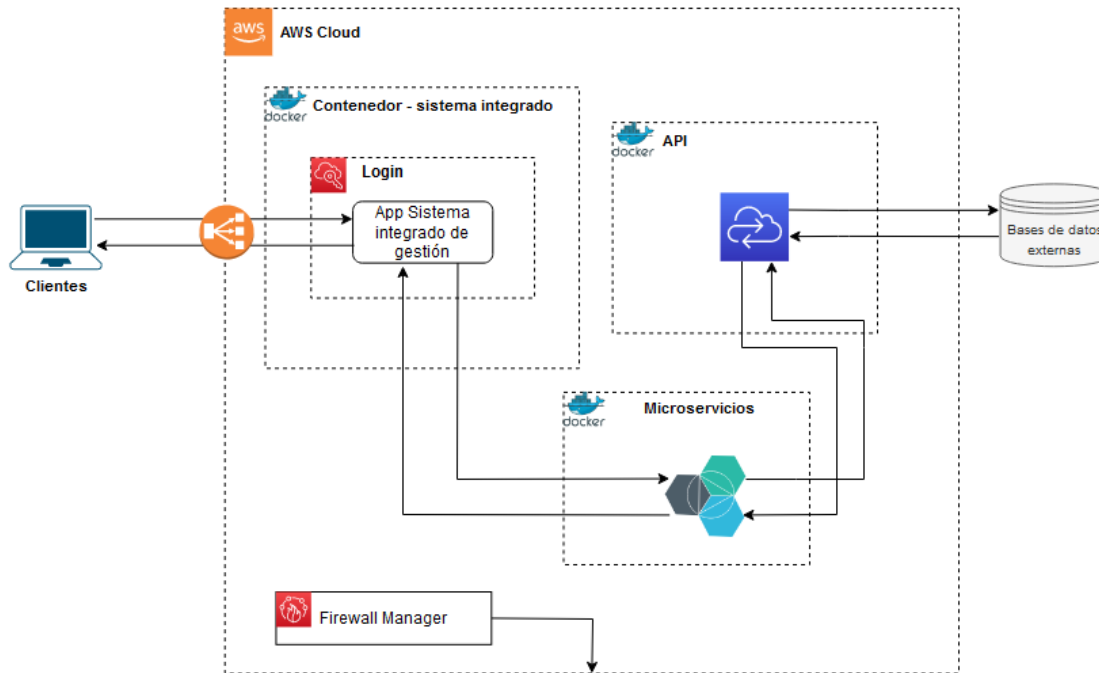 aws
AWS Cloud
docker
Contenedor - sistema integrado
docker
API
Login
App Sistema
integrado de
gestión
Bases de datos
externas
Clientes
docker
Microservicios
Firewall Manager